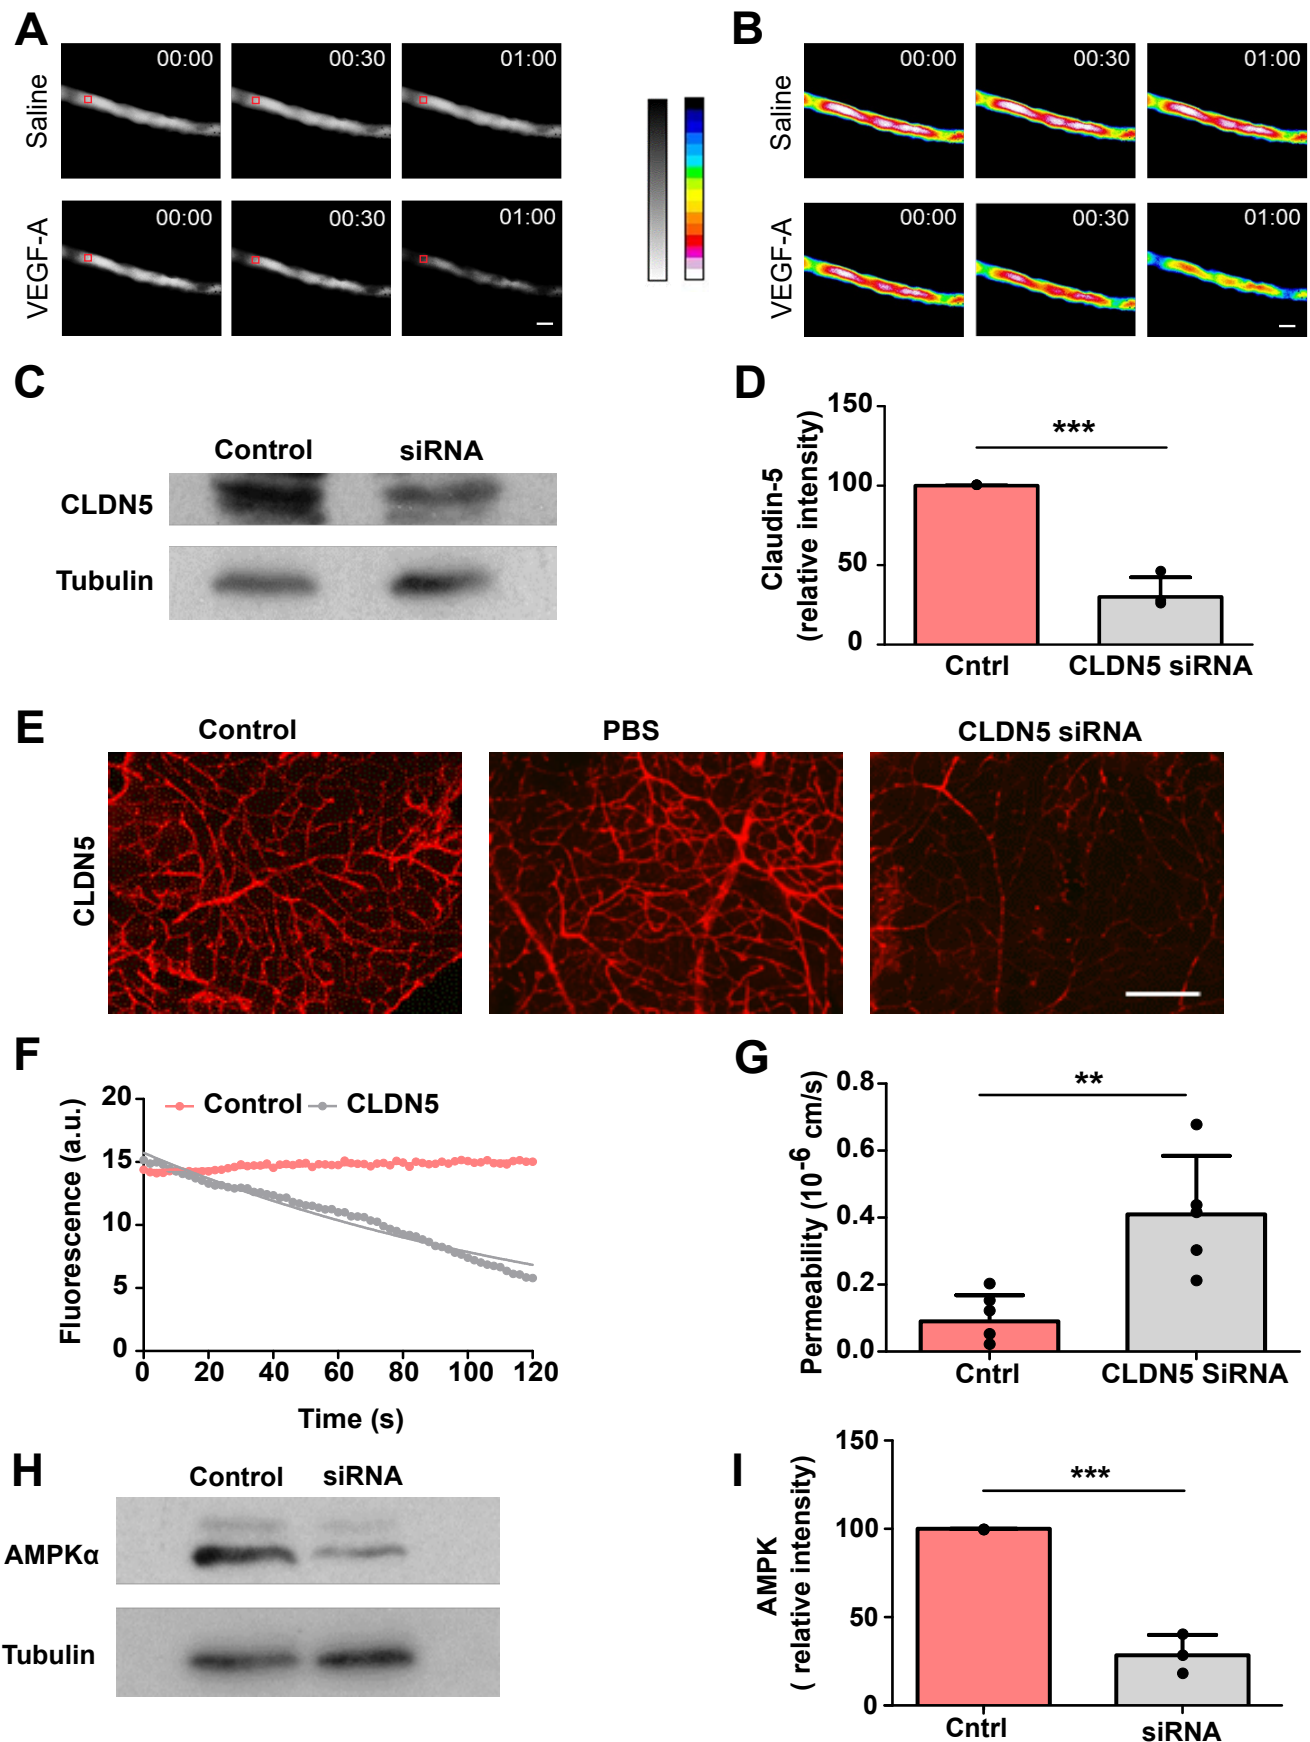 A
B
00:00
00:30
01:00
00:00
00:30
01:00
Saline
Saline
00:00
00:30
01:00
00:00
00:30
01:00
VEGF-A
VEGF-A
C
D
Control
siRNA
CLDN5
Tubulin
Claudin-5
(relative intensity)
150
100
50
0
***
Cntrl
CLDN5 siRNA
E
Control
PBS
CLDN5 siRNA
CLDN5
F
Fluorescence (a.u.)
20
15
10
5
0
Control
CLDN5
0
20
40
60
80
100
120
Time (s)
G
Permeability (10⁻⁶ cm/s)
0.8
0.6
0.4
0.2
0.0
**
Cntrl
CLDN5 SiRNA
H
Control
siRNA
AMPKα
Tubulin
I
AMPK
( relative intensity)
150
100
50
0
***
Cntrl
siRNA